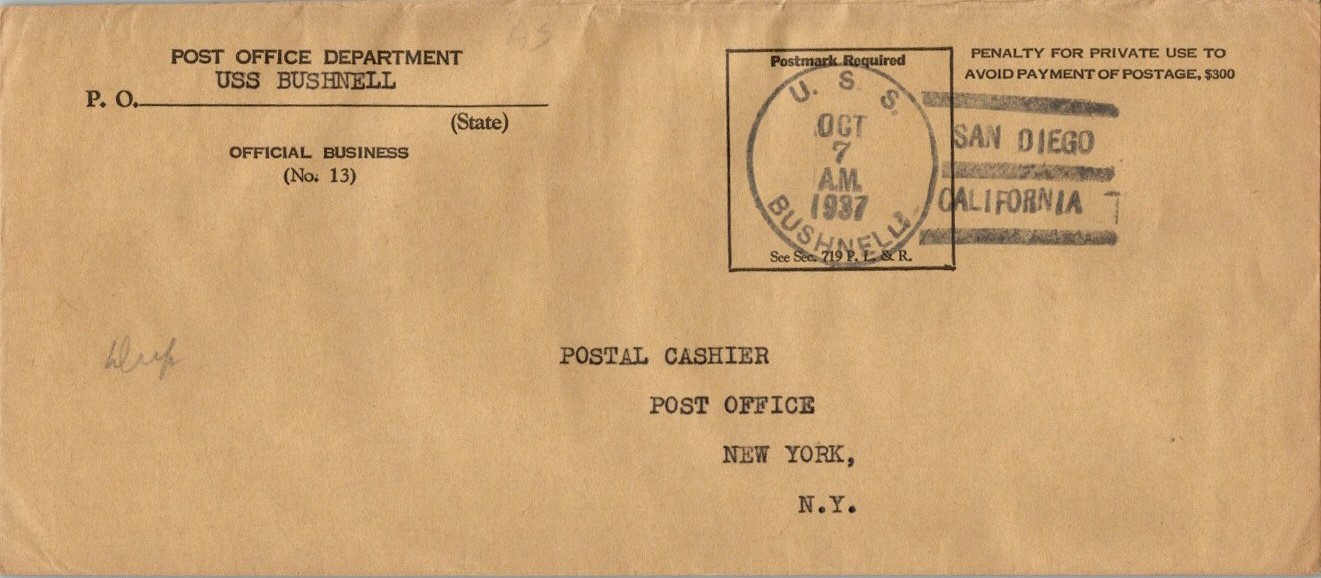 POST OFFICE DEPARTMENT
USS BUSHNELL
P. O.
(State)
OFFICIAL BUSINESS
(No. 13)
Postmark Required
U. S. S.
OCT
7
A.M.
1937
BUSHNELL
See Sec. 719 P. L. & R.
SAN DIEGO
CALIFORNIA
PENALTY FOR PRIVATE USE TO
AVOID PAYMENT OF POSTAGE, $300
POSTAL CASHIER
POST OFFICE
NEW YORK,
N.Y.